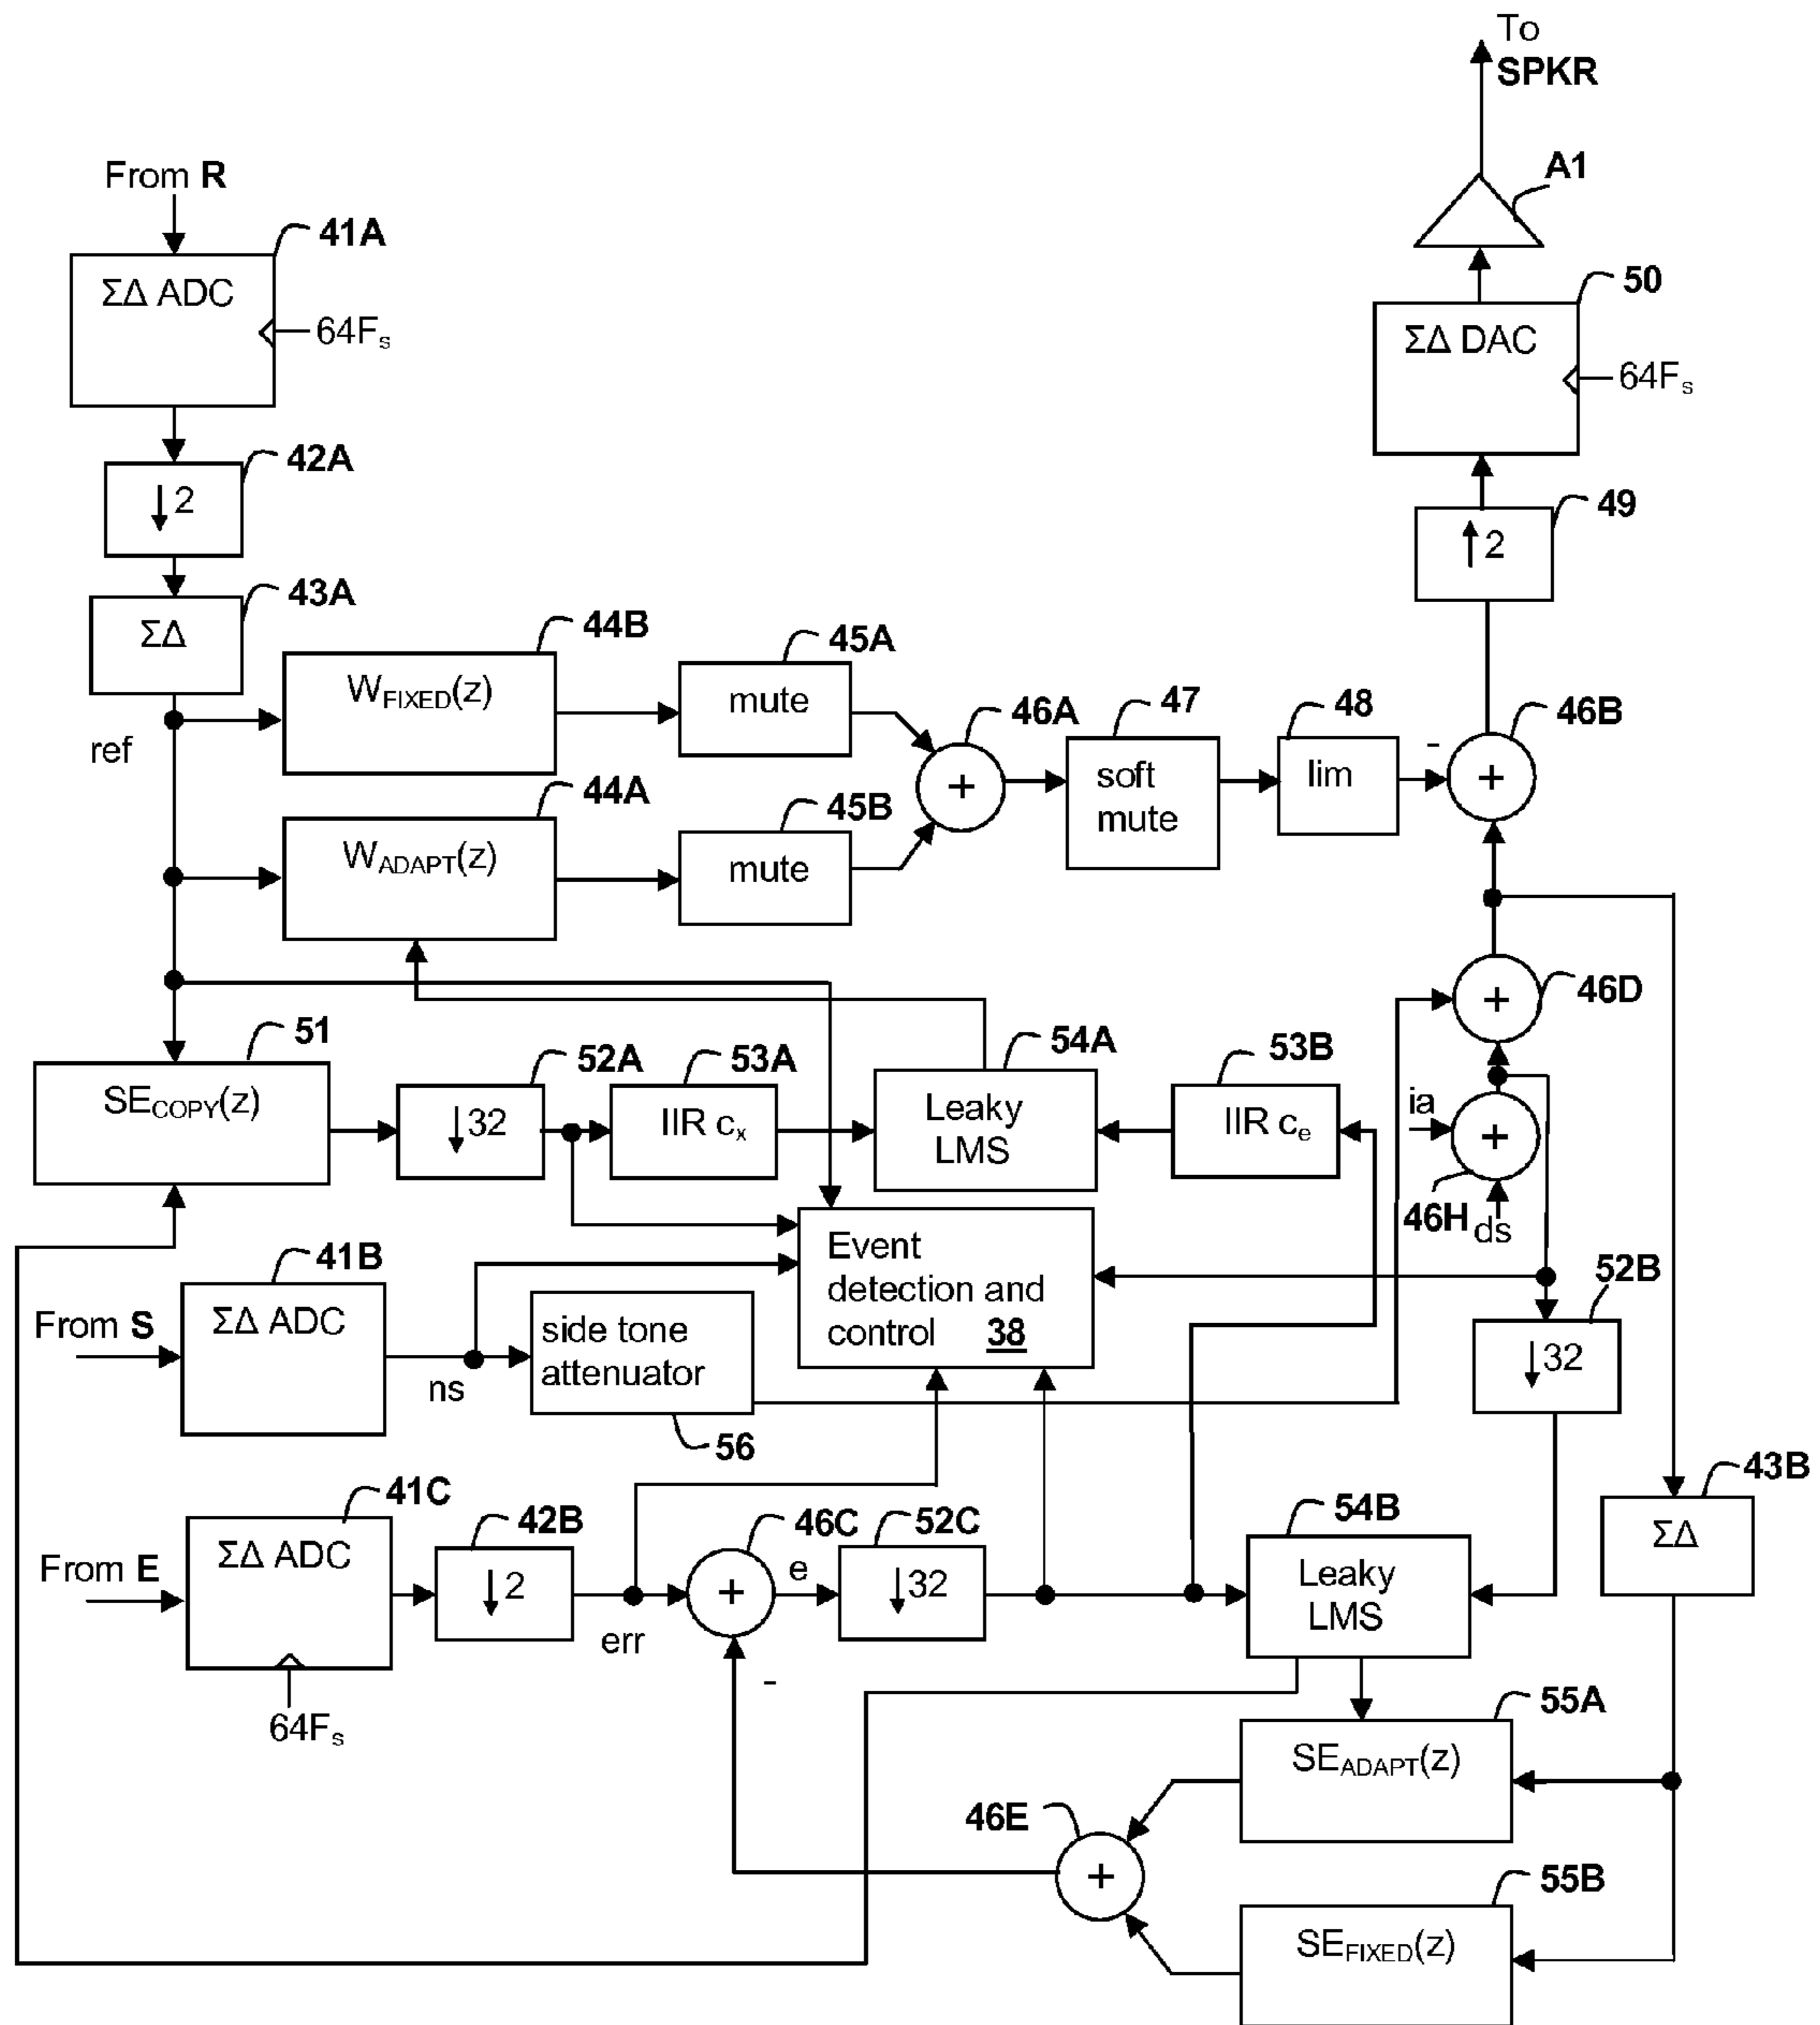 To
SPKR
From R
A1
41A
ΣΔ ADC
64Fs
50
ΣΔ DAC
64Fs
42A
↓2
49
↑2
43A
ΣΔ
44B
WFIXED(z)
45A
mute
46A
+
47
soft
mute
48
lim
-
46B
+
ref
44A
WADAPT(z)
45B
mute
46D
+
51
SECOPY(z)
52A
↓32
53A
IIR cx
54A
Leaky
LMS
53B
IIR ce
ia
+
46H
ds
41B
ΣΔ ADC
From S
ns
side tone
attenuator
56
Event
detection and
control 38
52B
↓32
41C
ΣΔ ADC
From E
64Fs
42B
↓2
err
46C
+
-
e
52C
↓32
54B
Leaky
LMS
43B
ΣΔ
55A
SEADAPT(z)
46E
+
55B
SEFIXED(z)